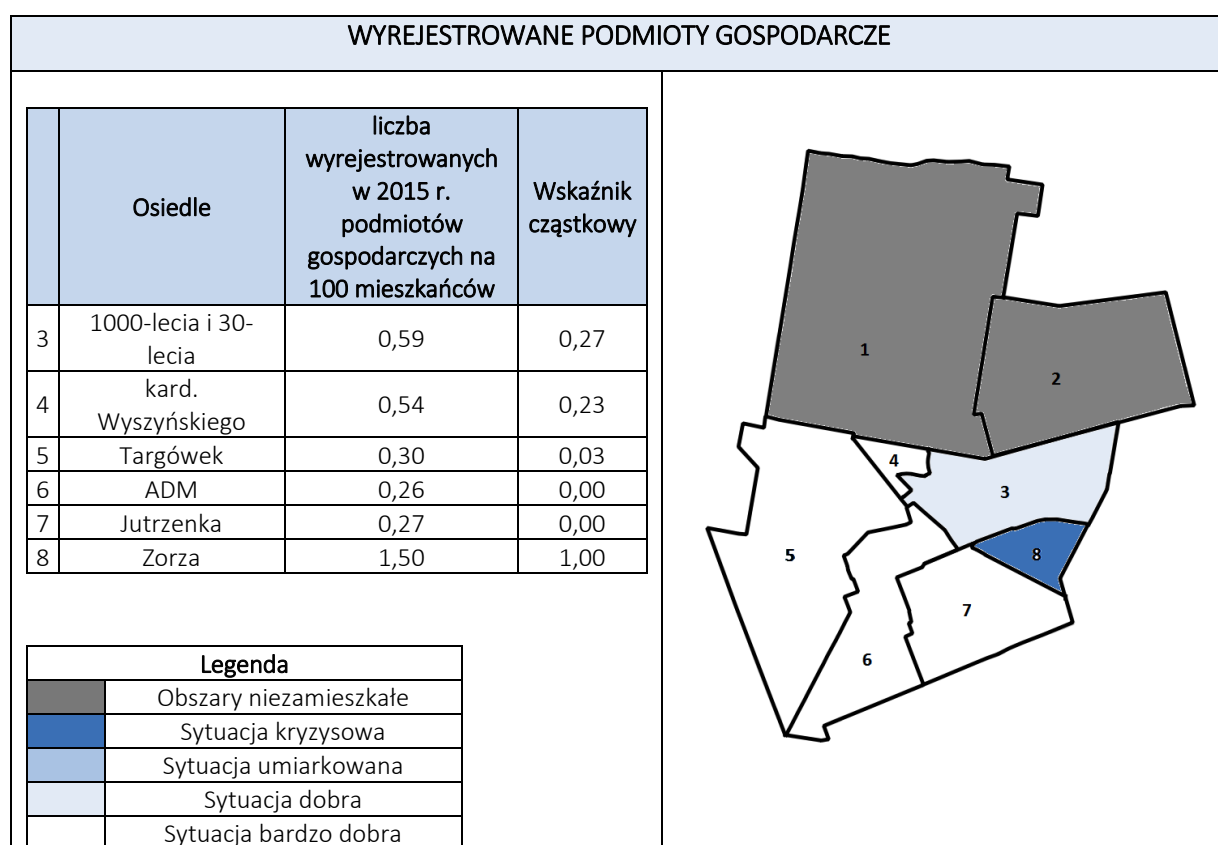 WYREJESTROWANE PODMIOTY GOSPODARCZE
Osiedle
liczba
wyrejestrowanych
w 2015 r.
podmiotów
gospodarczych na
100 mieszkańców
Wskaźnik
cząstkowy
3 1000-lecia i 30-
lecia 0,59 0,27
4 kard.
Wyszyńskiego 0,54 0,23
5 Targówek 0,30 0,03
6 ADM 0,26 0,00
7 Jutrzenka 0,27 0,00
8 Zorza 1,50 1,00
Legenda
Obszary niezamieszkałe
Sytuacja kryzysowa
Sytuacja umiarkowana
Sytuacja dobra
Sytuacja bardzo dobra
1
2
4
3
5
8
7
6